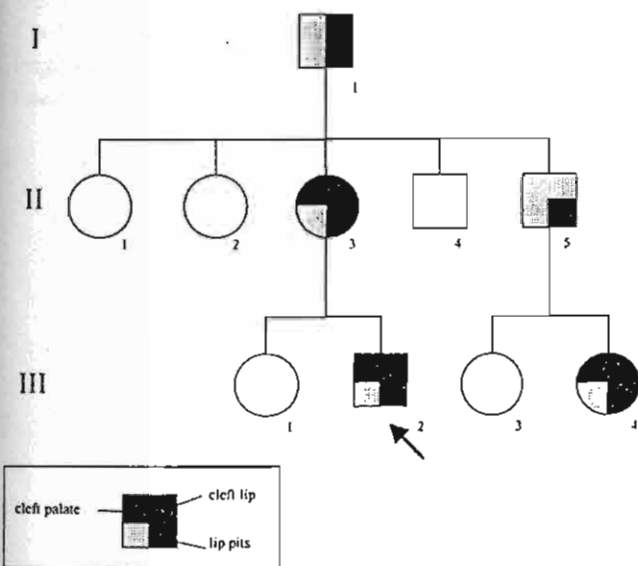 I
1
II
1 2 3 4 5
III
1 2 3 4
cleft palate
cleft lip
lip pits